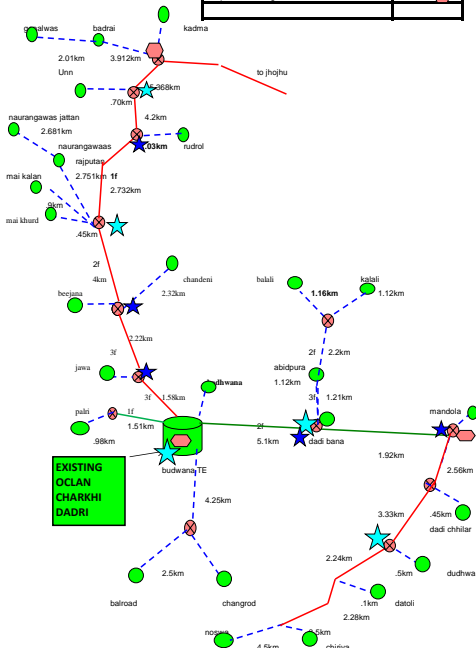 badrai
kadma
2.01km
3.912km
Unn
to jhojhu
.70km
4.2km
naurangawas jattan
2.681km
.03km
rudrol
naurangawaas
rajputan
2.751km
1f
mai kalan
2.732km
.9km
mai khurd
.45km
2f
4km
chandeni
2.32km
beejana
balali
kalali
1.16km
1.12km
2.22km
3f
2f
2.2km
jawa
abidpura
1.12km
3f
1.58km
3f
1.21km
palri
1f
1.51km
mandola
.98km
2f
5.1km
dadi bana
1.92km
EXISTING
OCLAN
CHARKHI
DADRI
budwana TE
2.56km
4.25km
3.33km
.45km
dadi chhilar
2.24km
2.5km
.5km
dudhwa
balroad
changrod
.1km
datoli
2.28km
4.5km
chiriya